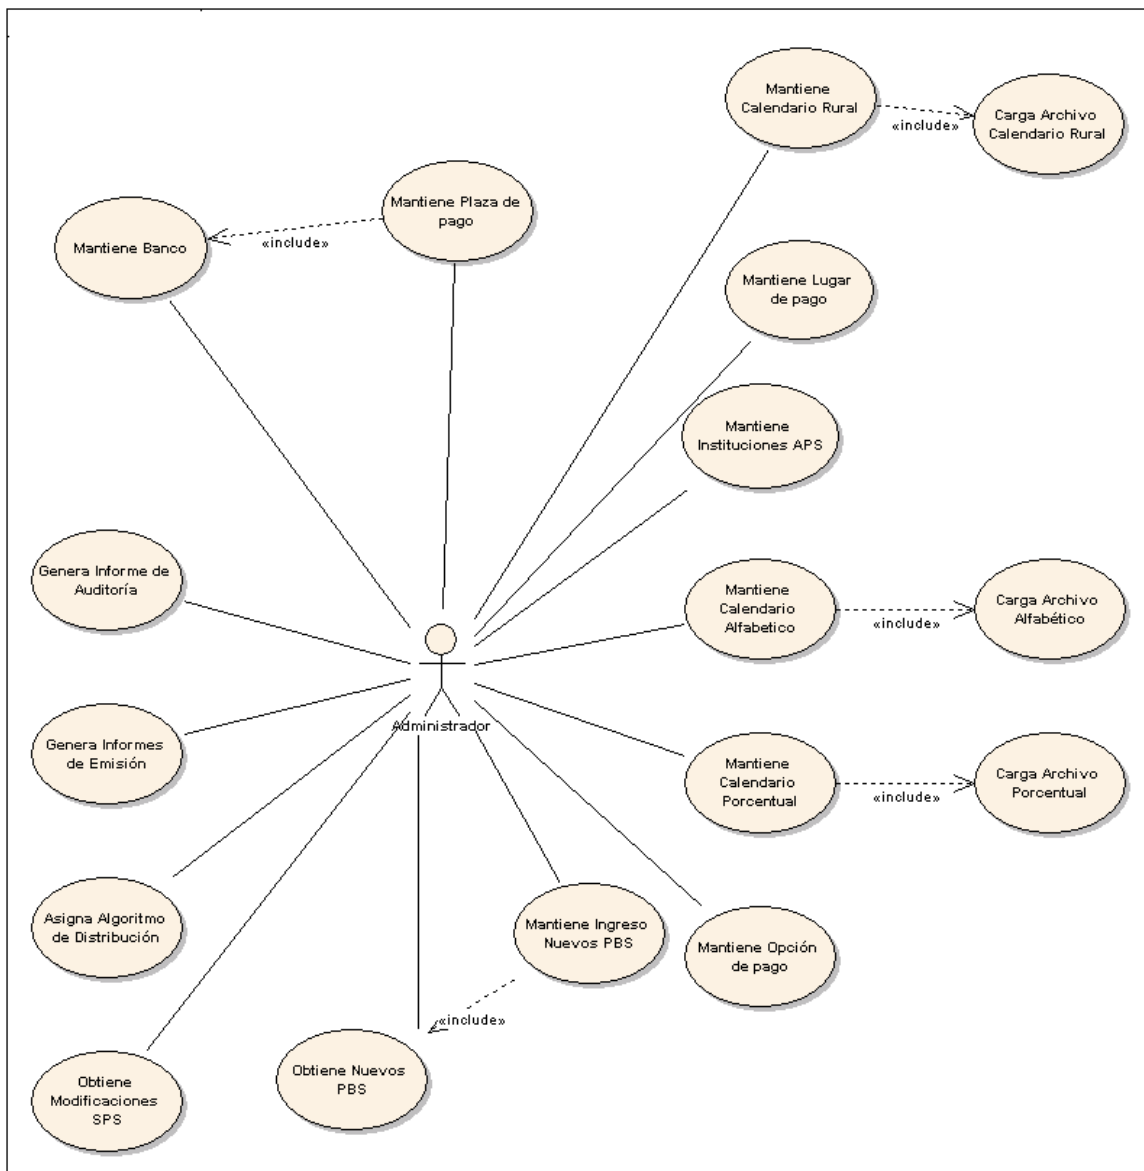 Mantiene
Calendario Rural
«include»
Carga Archivo
Calendario Rural
Mantiene Plaza de
pago
«include»
Mantiene Banco
Mantiene Lugar
de pago
Mantiene
Instituciones APS
Genera Informe de
Auditoría
Mantiene
Calendario
Alfabetico
«include»
Carga Archivo
Alfabético
Administrador
Genera Informes
de Emisión
Mantiene
Calendario
Porcentual
«include»
Carga Archivo
Porcentual
Asigna Algoritmo
de Distribución
Mantiene Ingreso
Nuevos PBS
Mantiene Opción
de pago
«include»
Obtiene Nuevos
PBS
Obtiene
Modificaciones
SPS